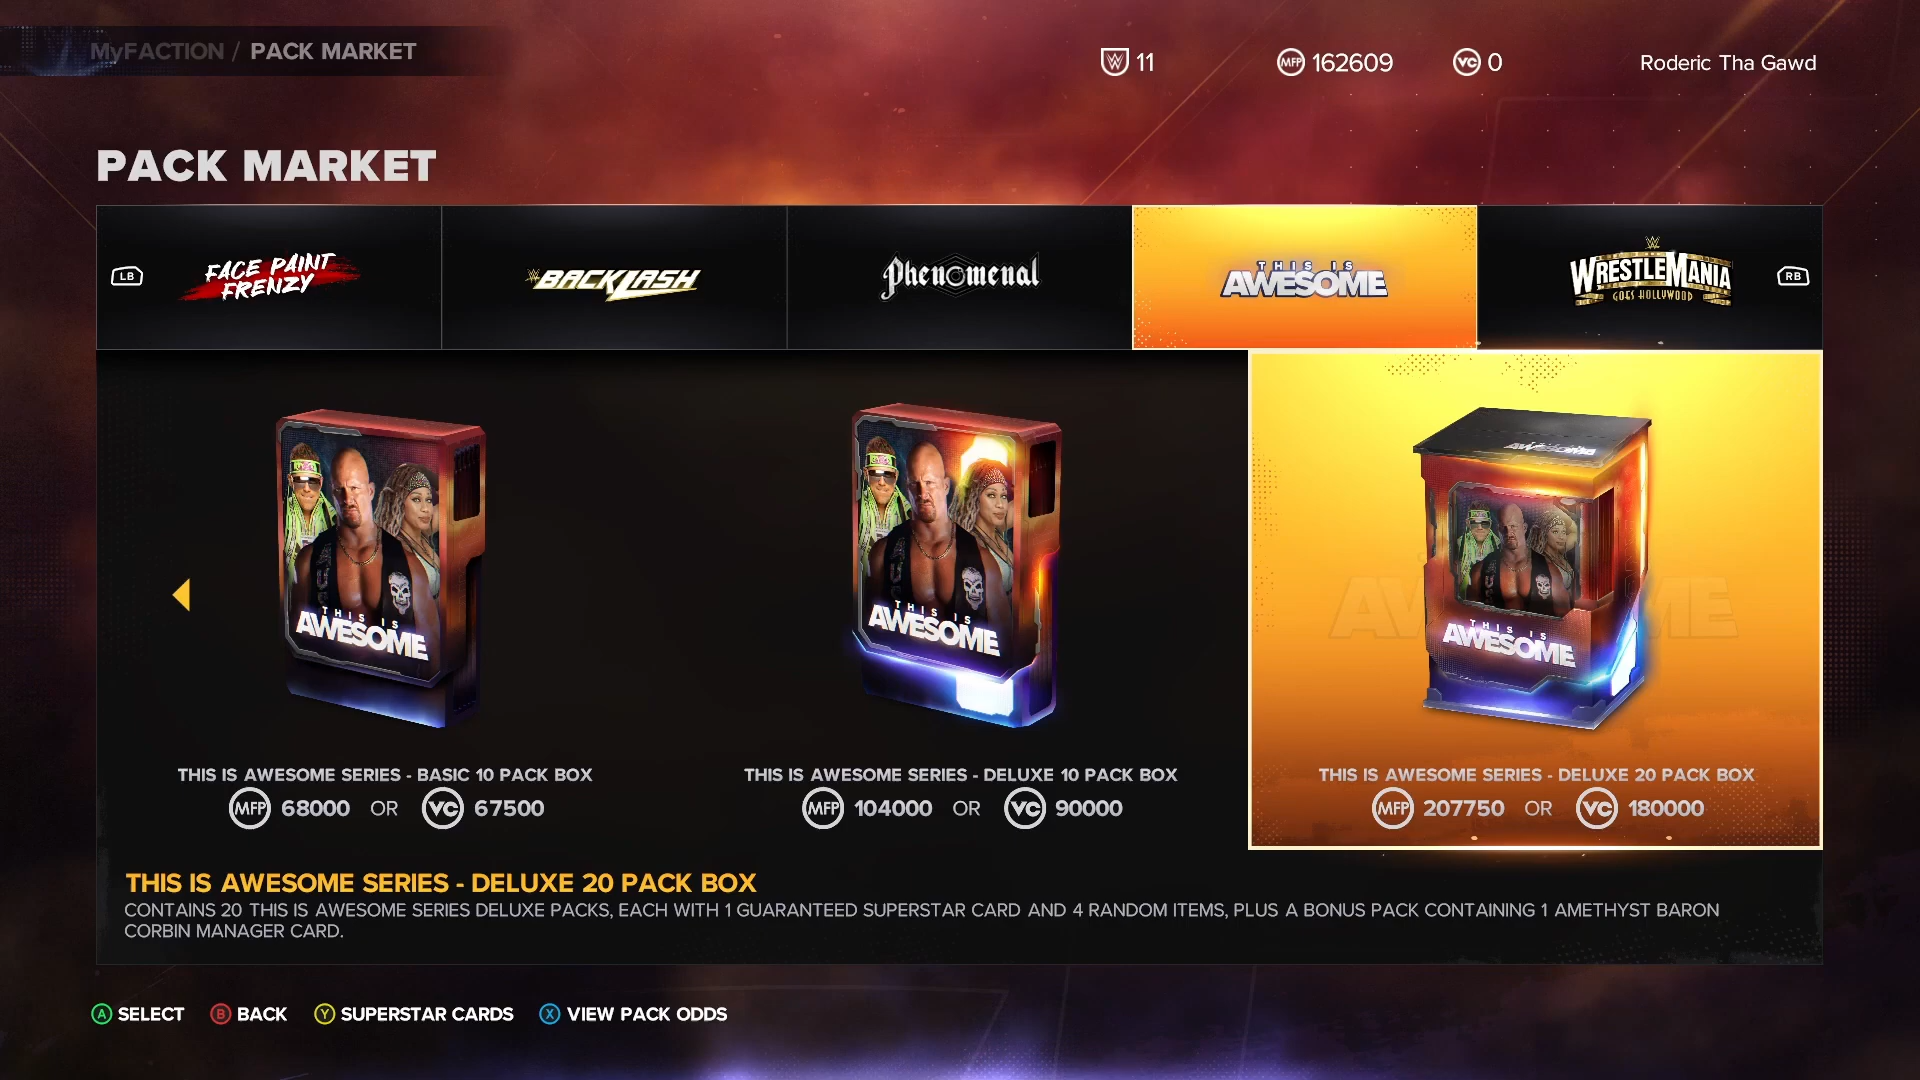 MyFACTION / PACK MARKET
W 11
MFP 162609
VC 0
Roderic Tha Gawd
PACK MARKET
LB
FACE PAINT
FRENZY
BACKLASH
Phenomenal
THIS IS
AWESOME
WRESTLEMANIA
GOES HOLLYWOOD
RB
THIS IS
AWESOME
THIS IS
AWESOME
AWESOME
THIS IS
AWESOME
THIS IS AWESOME SERIES - BASIC 10 PACK BOX
MFP 68000 OR VC 67500
THIS IS AWESOME SERIES - DELUXE 10 PACK BOX
MFP 104000 OR VC 90000
THIS IS AWESOME SERIES - DELUXE 20 PACK BOX
MFP 207750 OR VC 180000
THIS IS AWESOME SERIES - DELUXE 20 PACK BOX
CONTAINS 20 THIS IS AWESOME SERIES DELUXE PACKS, EACH WITH 1 GUARANTEED SUPERSTAR CARD AND 4 RANDOM ITEMS, PLUS A BONUS PACK CONTAINING 1 AMETHYST BARON
CORBIN MANAGER CARD.
A SELECT B BACK Y SUPERSTAR CARDS X VIEW PACK ODDS